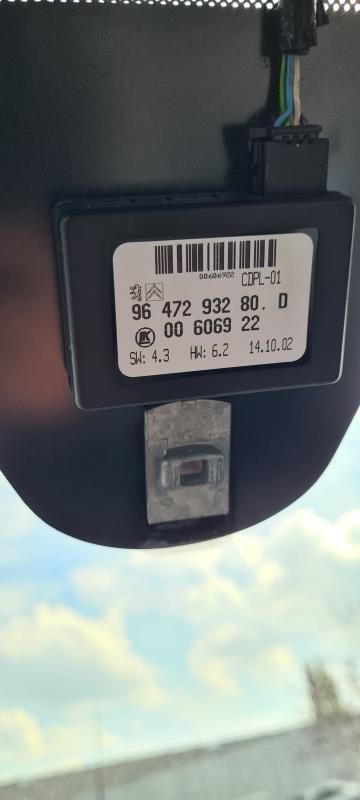 00606922
CDPL-01
96 472 932 80. D
00 6069 22
SW: 4.3 HW: 6.2 14.10.02